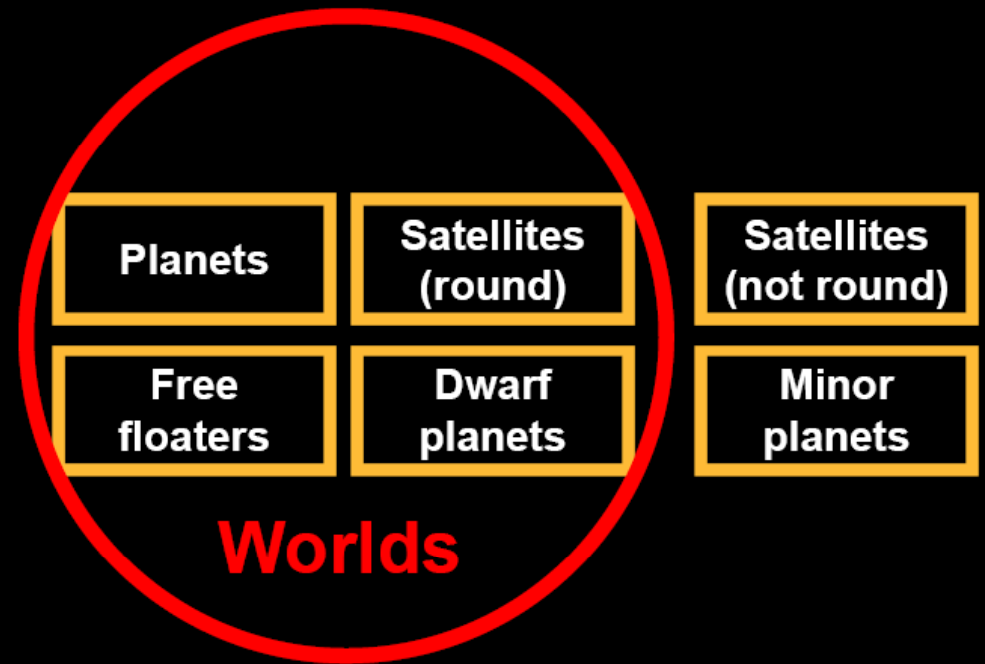 Planets
Satellites
(round)
Satellites
(not round)
Free
floaters
Dwarf
planets
Minor
planets
Worlds